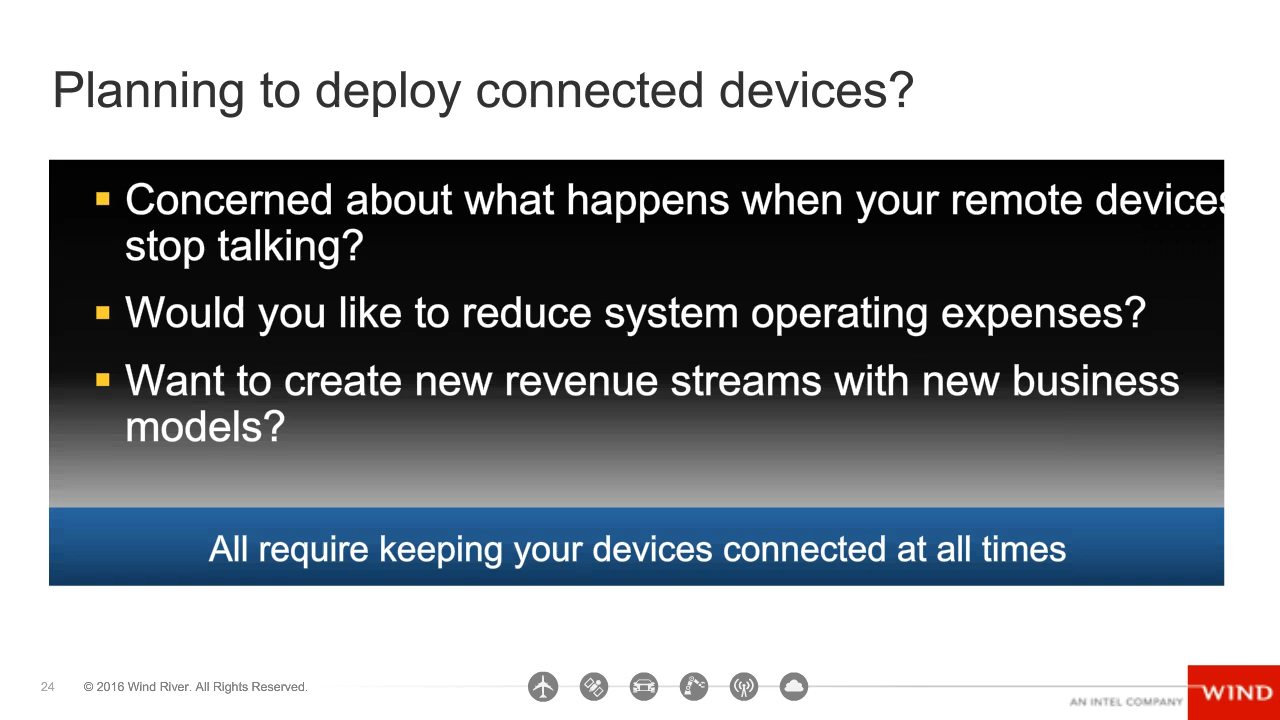 Planning to deploy connected devices?
▪ Concerned about what happens when your remote devices
stop talking?
▪ Would you like to reduce system operating expenses?
▪ Want to create new revenue streams with new business
models?
All require keeping your devices connected at all times
24 © 2016 Wind River. All Rights Reserved.
AN INTEL COMPANY
WIND